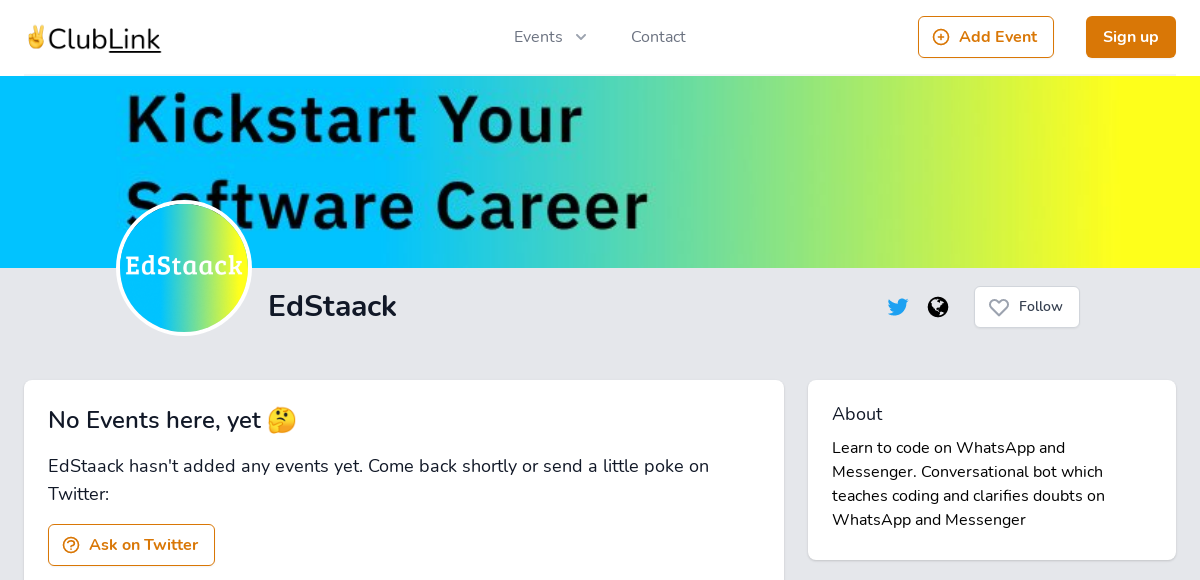 ClubLink
Events
Contact
Add Event
Sign up
Kickstart Your
Software Career
EdStaack
EdStaack
Follow
No Events here, yet 🤔
EdStaack hasn't added any events yet. Come back shortly or send a little poke on
Twitter:
Ask on Twitter
About
Learn to code on WhatsApp and
Messenger. Conversational bot which
teaches coding and clarifies doubts on
WhatsApp and Messenger